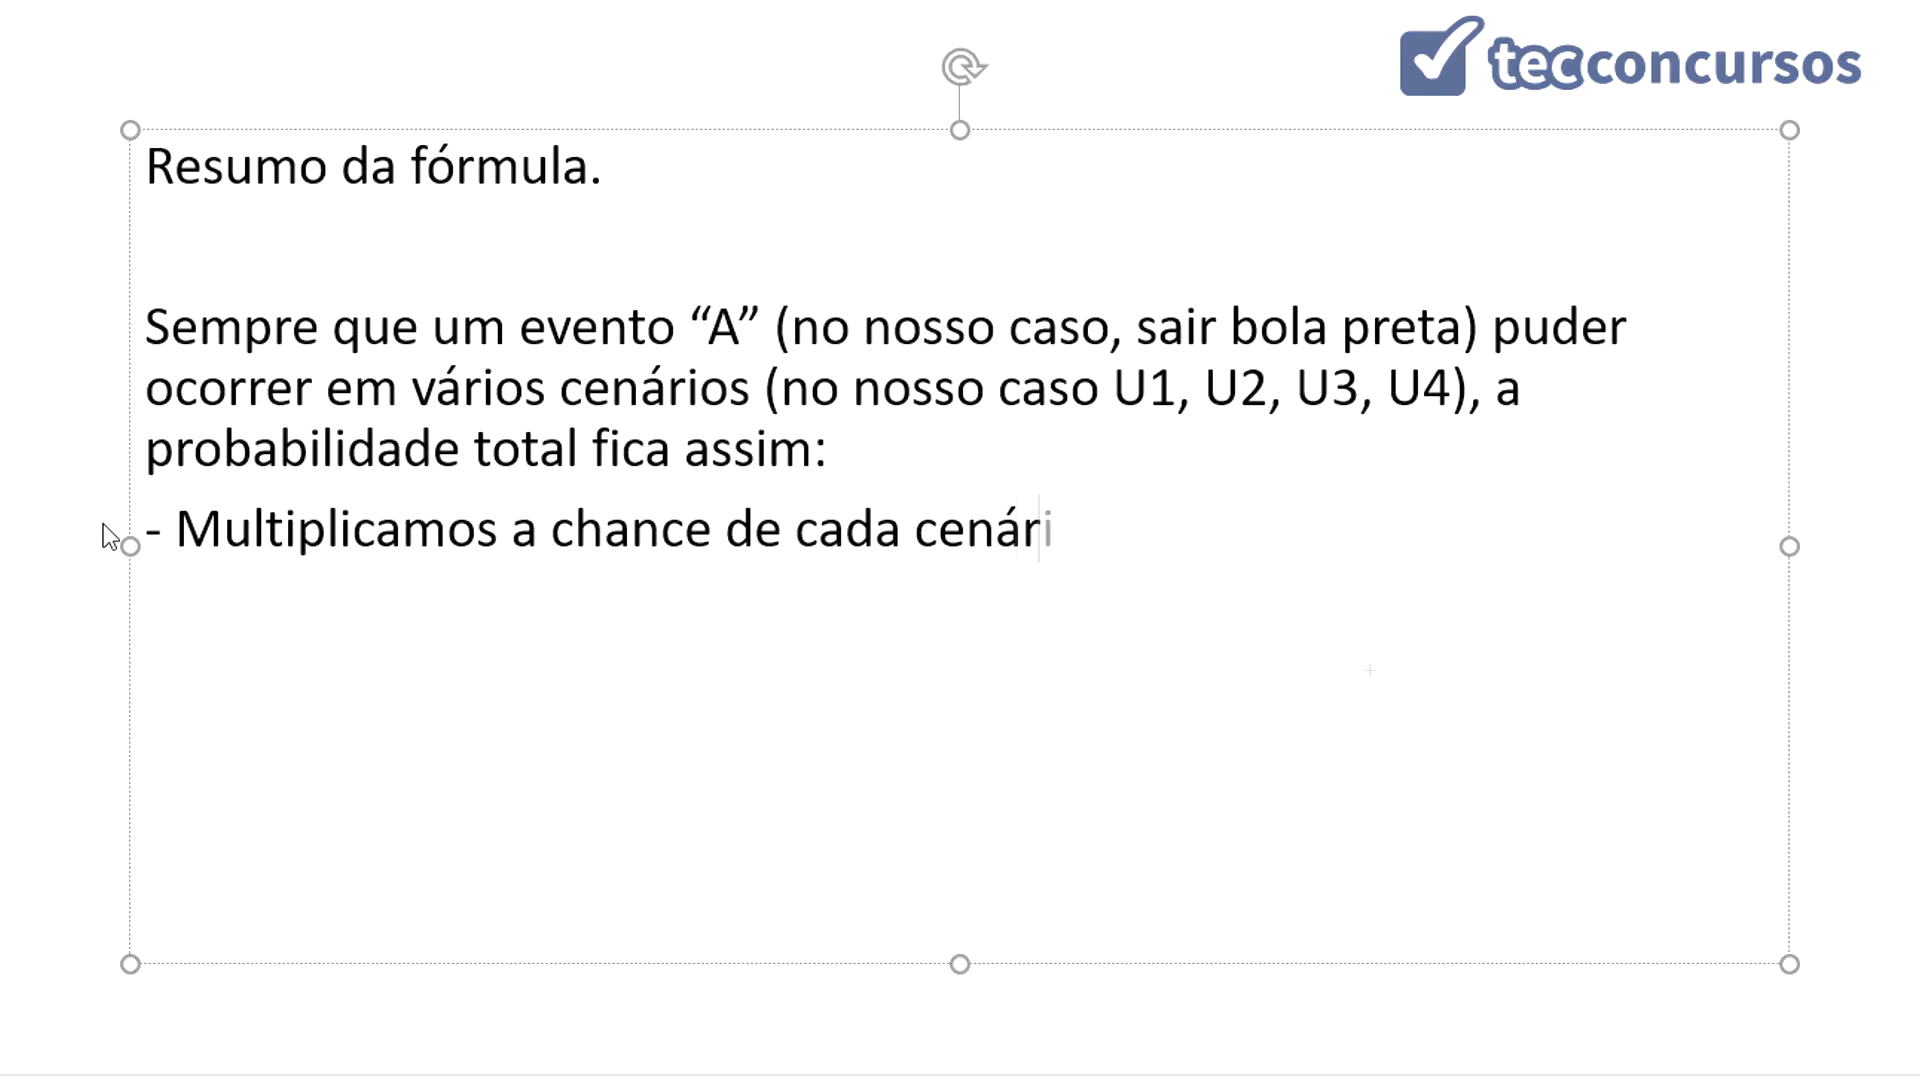 tecconcursos
Resumo da fórmula.
Sempre que um evento “A” (no nosso caso, sair bola preta) puder
ocorrer em vários cenários (no nosso caso U1, U2, U3, U4), a
probabilidade total fica assim:
- Multiplicamos a chance de cada cenári